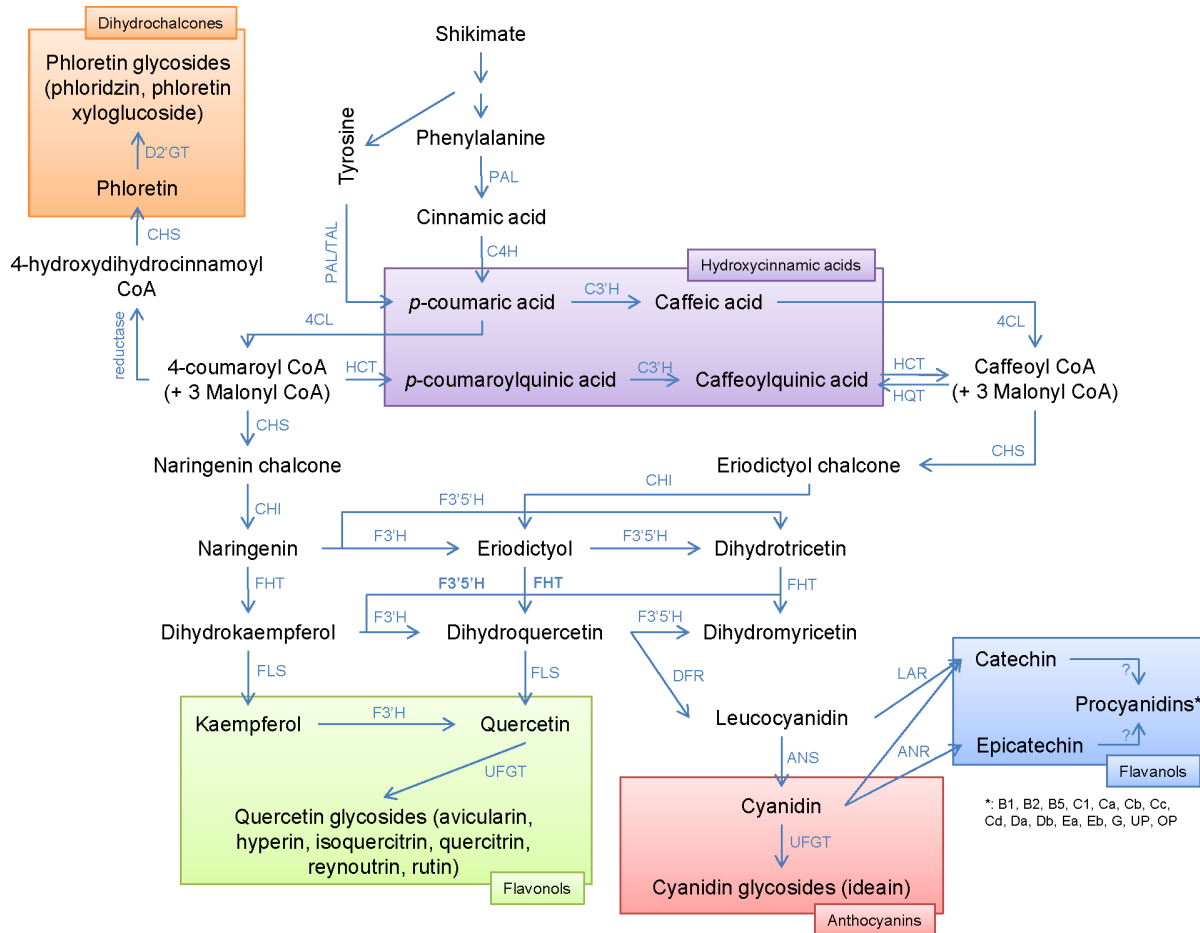 Dihydrochalcones
Phloretin glycosides
(phloridzin, phloretin
xyloglucoside)
D2'GT
Phloretin
CHS
4-hydroxydihydrocinnamoyl
CoA
reductase
Shikimate
Tyrosine
Phenylalanine
PAL
Cinnamic acid
C4H
PAL/TAL
Hydroxycinnamic acids
p-coumaric acid
C3'H
Caffeic acid
4CL
4CL
4-coumaroyl CoA
(+ 3 Malonyl CoA)
HCT
p-coumaroylquinic acid
C3'H
Caffeoylquinic acid
HCT
HQT
Caffeoyl CoA
(+ 3 Malonyl CoA)
CHS
CHS
Naringenin chalcone
Eriodictyol chalcone
CHI
CHI
F3'5'H
Naringenin
F3'H
Eriodictyol
F3'5'H
Dihydrotricetin
FHT
F3'5'H
FHT
FHT
Dihydrokaempferol
F3'H
Dihydroquercetin
F3'5'H
Dihydromyricetin
FLS
FLS
DFR
LAR
Catechin
?
Procyanidins*
?
Epicatechin
ANR
Flavanols
*: B1, B2, B5, C1, Ca, Cb, Cc,
Cd, Da, Db, Ea, Eb, G, UP, OP
Kaempferol
F3'H
Quercetin
UFGT
Quercetin glycosides (avicularin,
hyperin, isoquercitrin, quercitrin,
reynoutrin, rutin)
Flavonols
Leucocyanidin
ANS
Cyanidin
UFGT
Cyanidin glycosides (ideain)
Anthocyanins